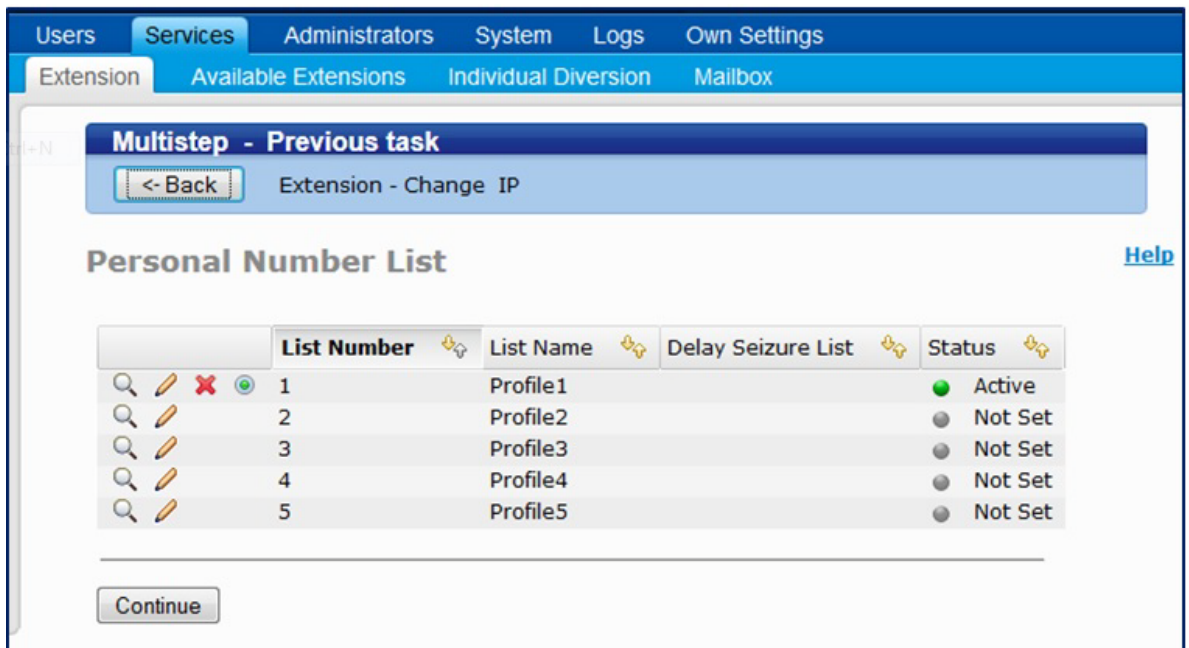 Users Services Administrators System Logs Own Settings
Extension Available Extensions Individual Diversion Mailbox
Multistep - Previous task
<- Back Extension - Change IP
Personal Number List
Help
List Number List Name Delay Seizure List Status
1 Profile1 Active
2 Profile2 Not Set
3 Profile3 Not Set
4 Profile4 Not Set
5 Profile5 Not Set
Continue